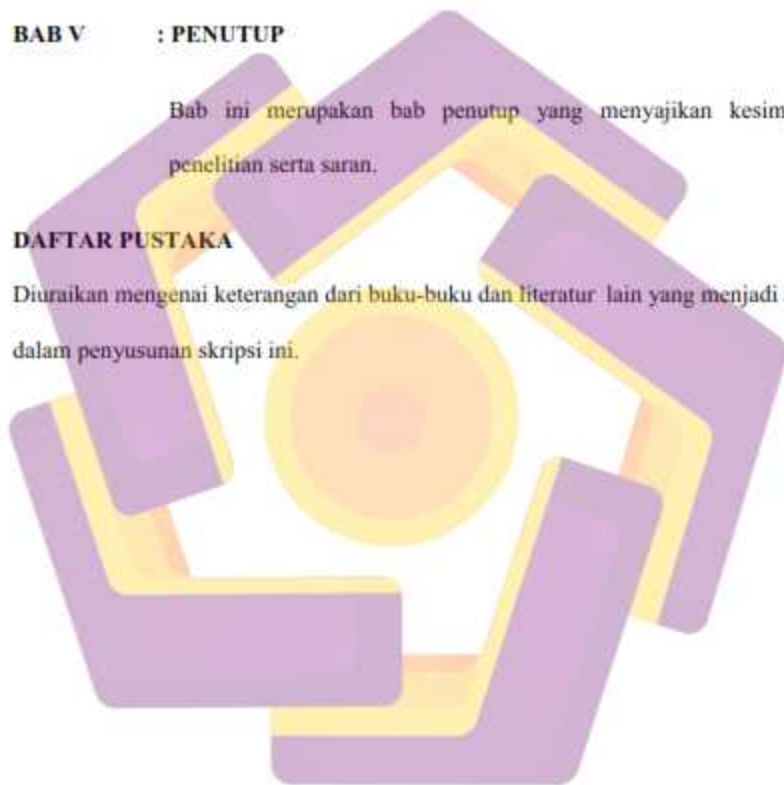 BAB V : PENUTUP
Bab ini merupakan bab penutup yang menyajikan kesim
penelitian serta saran.
DAFTAR PUSTAKA
Diuraikan mengenai keterangan dari buku-buku dan literatur lain yang menjadi
dalam penyusunan skripsi ini.